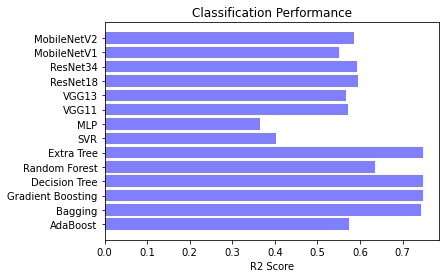 Classification Performance
MobileNetV2
MobileNetV1
ResNet34
ResNet18
VGG13
VGG11
MLP
SVR
Extra Tree
Random Forest
Decision Tree
Gradient Boosting
Bagging
AdaBoost
0.0 0.1 0.2 0.3 0.4 0.5 0.6 0.7
R2 Score